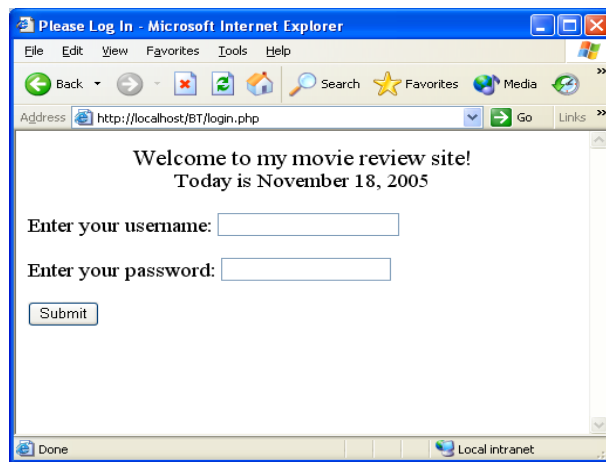 Please Log In - Microsoft Internet Explorer
File Edit View Favorites Tools Help
Back Search Favorites Media »
Address http://localhost/BT/login.php Go Links »
Welcome to my movie review site!
Today is November 18, 2005
Enter your username:
Enter your password:
Submit
Done Local intranet